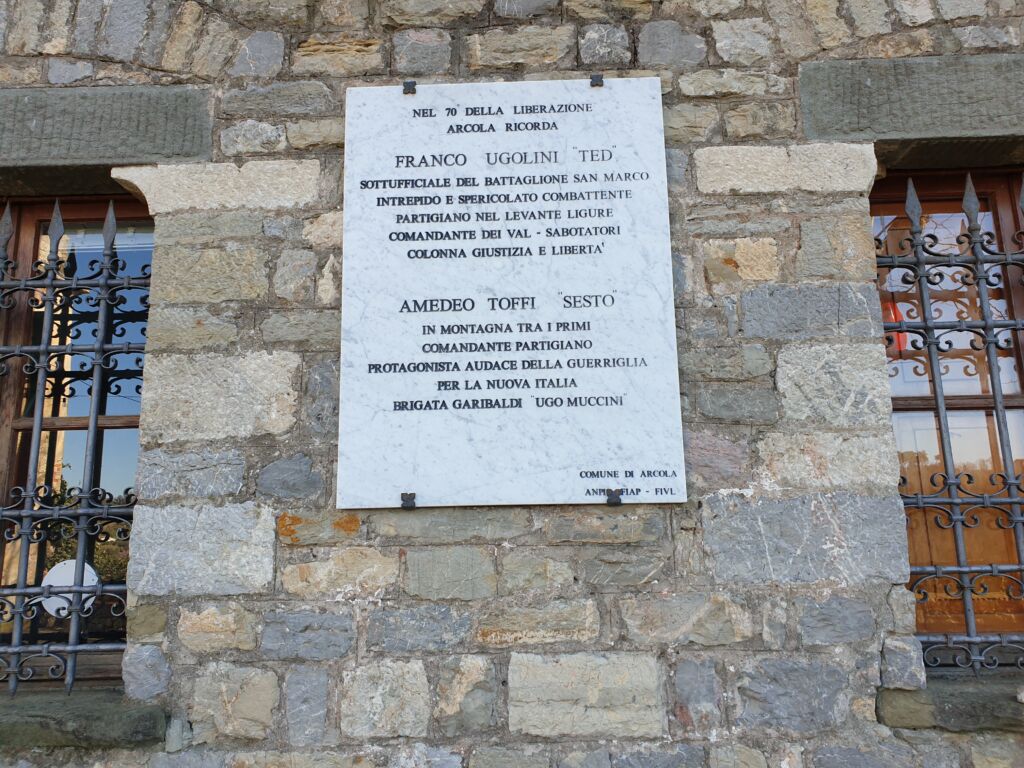 NEL 70° DELLA LIBERAZIONE
ARCOLA RICORDA
FRANCO UGOLINI "TED"
SOTTUFFICIALE DEL BATTAGLIONE SAN MARCO
INTREPIDO E SPERICOLATO COMBATTENTE
PARTIGIANO NEL LEVANTE LIGURE
COMANDANTE DEI VAL - SABOTATORI
COLONNA GIUSTIZIA E LIBERTA'
AMEDEO TOFFI "SESTO"
IN MONTAGNA TRA I PRIMI
COMANDANTE PARTIGIANO
PROTAGONISTA AUDACE DELLA GUERRIGLIA
PER LA NUOVA ITALIA
BRIGATA GARIBALDI "UGO MUCCINI"
COMUNE DI ARCOLA
ANPI - FIAP - FIVL